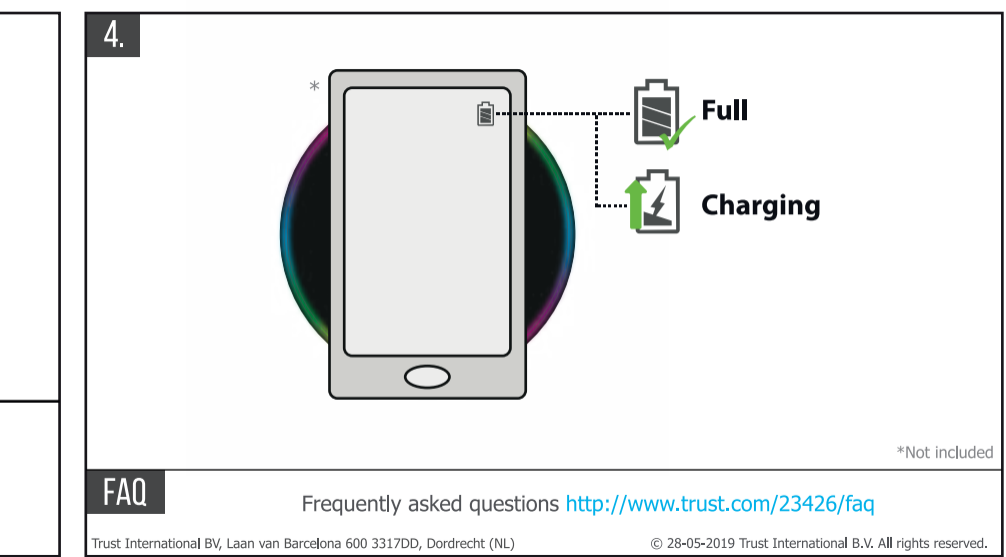 4.
*
Full
Charging
*Not included
FAQ
Frequently asked questions http://www.trust.com/23426/faq
Trust International BV, Laan van Barcelona 600 3317DD, Dordrecht (NL)
© 28-05-2019 Trust International B.V. All rights reserved.